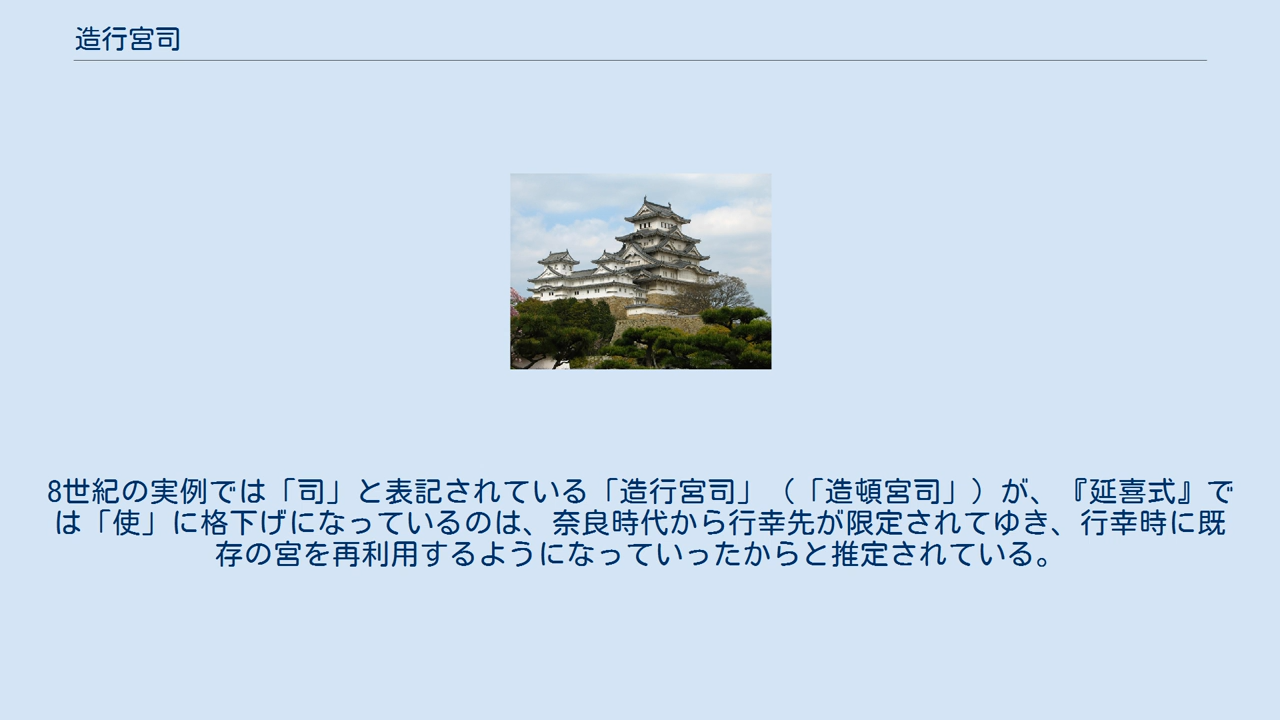 造行宮司
8世紀の実例では「司」と表記されている「造行宮司」（「造頓宮司」）が、『延喜式』で
は「使」に格下げになっているのは、奈良時代から行幸先が限定されてゆき、行幸時に既
存の宮を再利用するようになっていったからと推定されている。